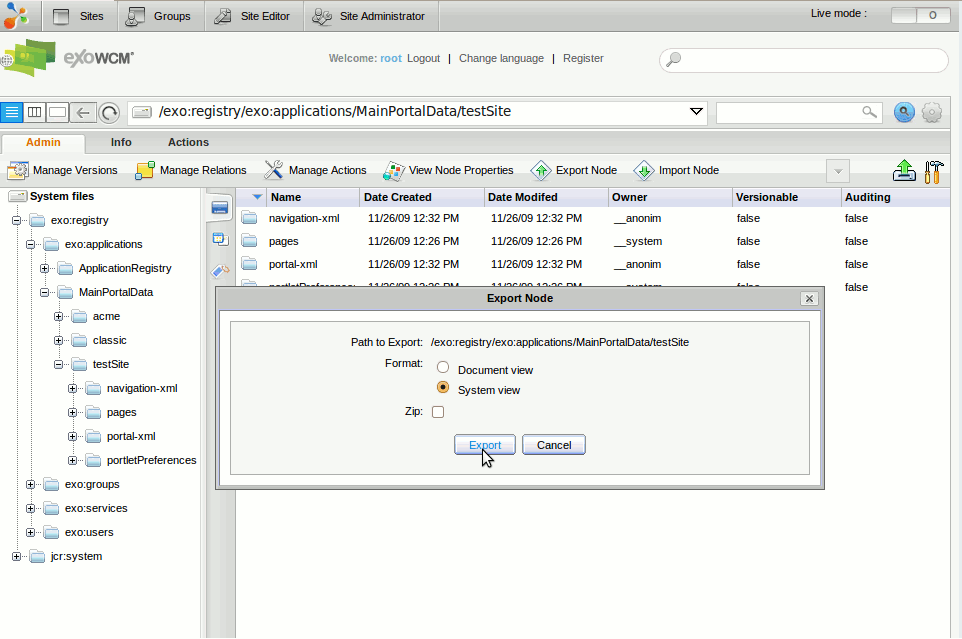 Sites Groups Site Editor Site Administrator Live mode :
exoWCM Welcome: root Logout | Change language | Register
/exo:registry/exo:applications/MainPortalData/testSite
Admin Info Actions
Manage Versions Manage Relations Manage Actions View Node Properties Export Node Import Node
System files
exo:registry
exo:applications
ApplicationRegistry
MainPortalData
acme
classic
testSite
navigation-xml
pages
portal-xml
portletPreferences
exo:groups
exo:services
exo:users
jcr:system
Name Date Created Date Modifed Owner Versionable Auditing
navigation-xml 11/26/09 12:32 PM 11/26/09 12:32 PM __anonim false false
pages 11/26/09 12:26 PM 11/26/09 12:26 PM __system false false
portal-xml 11/26/09 12:32 PM 11/26/09 12:32 PM __anonim false false
false false
Export Node
Path to Export: /exo:registry/exo:applications/MainPortalData/testSite
Format: Document view
System view
Zip:
Export Cancel